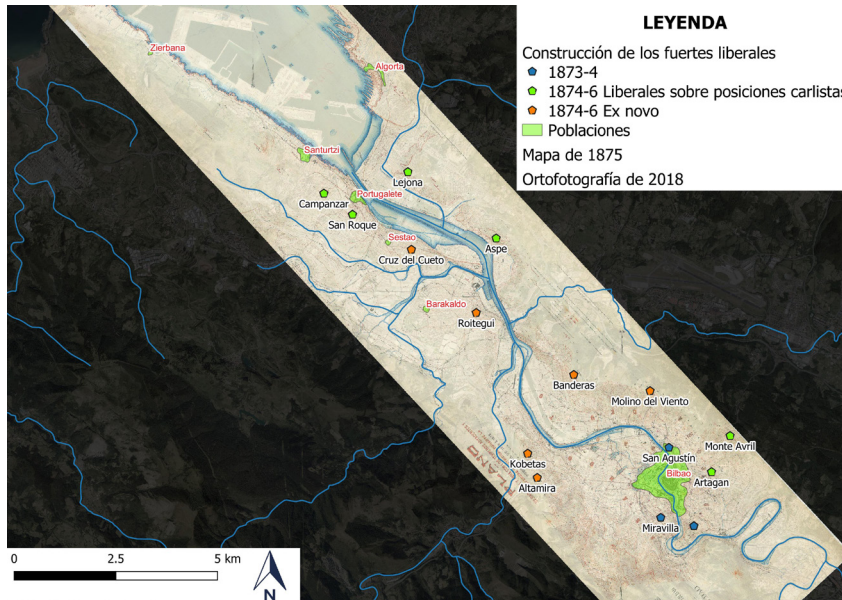 LEYENDA
Construcción de los fuertes liberales
1873-4
1874-6 Liberales sobre posiciones carlistas
1874-6 Ex novo
Poblaciones
Mapa de 1875
Ortofotografía de 2018
Zierbana
Algorta
Santurtzi
Lejona
Campanzar
Portugalete
San Roque
Sestao
Aspe
Cruz del Cueto
Barakaldo
Roitegui
Banderas
Molino del Viento
Monte Avril
San Agustín
Kobetas
Bilbao
Artagan
Altamira
PLANO
Miravilla
0 2.5 5 km
N